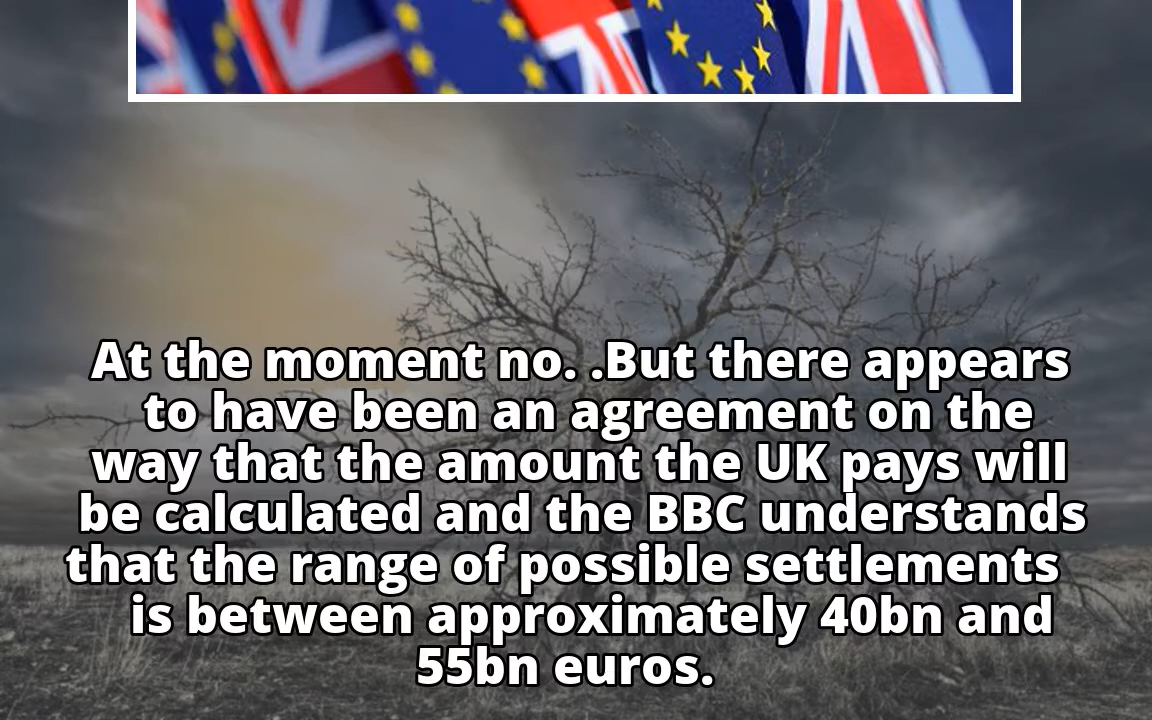 At the moment no. .But there appears
to have been an agreement on the
way that the amount the UK pays will
be calculated and the BBC understands
that the range of possible settlements
is between approximately 40bn and
55bn euros.